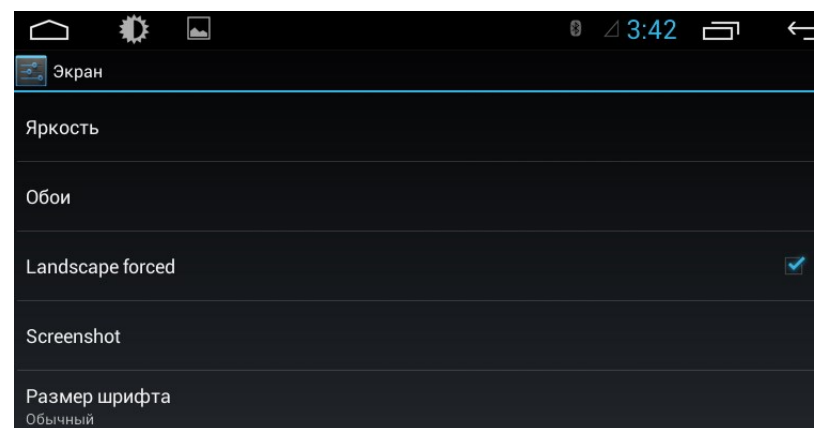 3:42
Экран
Яркость
Обои
Landscape forced
Screenshot
Размер шрифта
Обычный